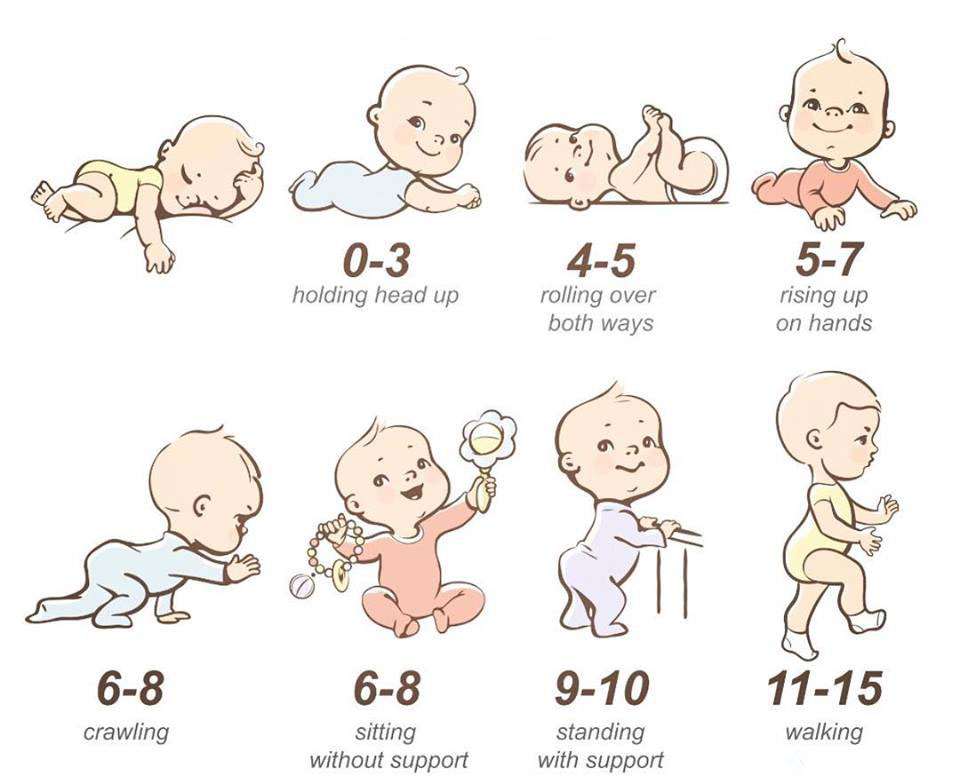 0-3
holding head up
4-5
rolling over
both ways
5-7
rising up
on hands
6-8
crawling
6-8
sitting
without support
9-10
standing
with support
11-15
walking